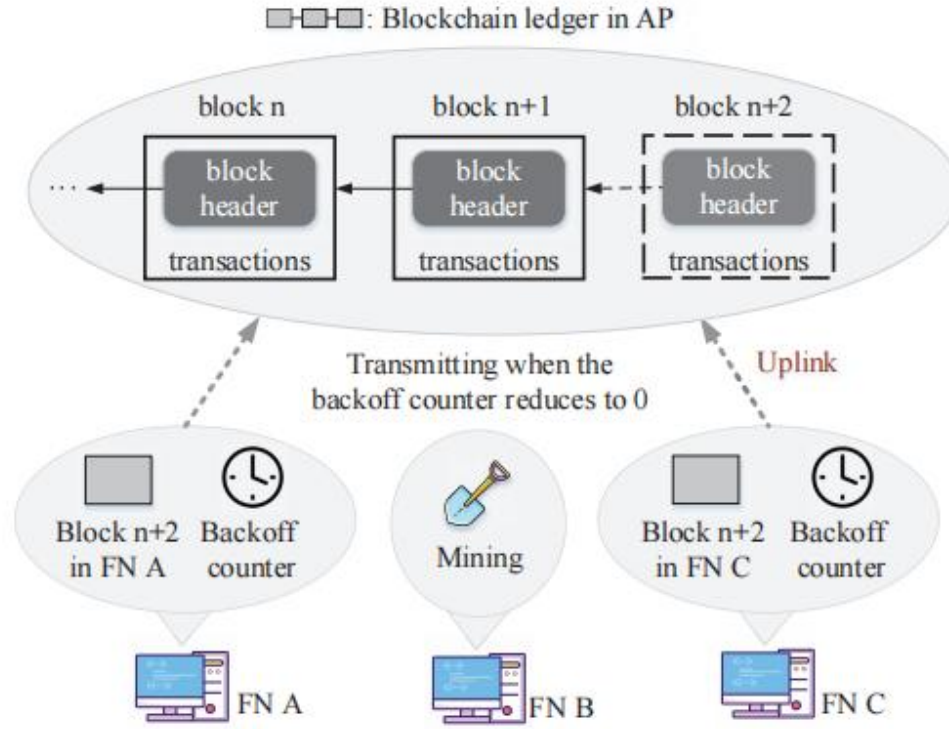 : Blockchain ledger in AP
block n
block n+1
block n+2
block
header
block
header
block
header
...
transactions
transactions
transactions
Transmitting when the
backoff counter reduces to 0
Uplink
Block n+2
in FN A
Backoff
counter
Mining
Block n+2
in FN C
Backoff
counter
FN A
FN B
FN C